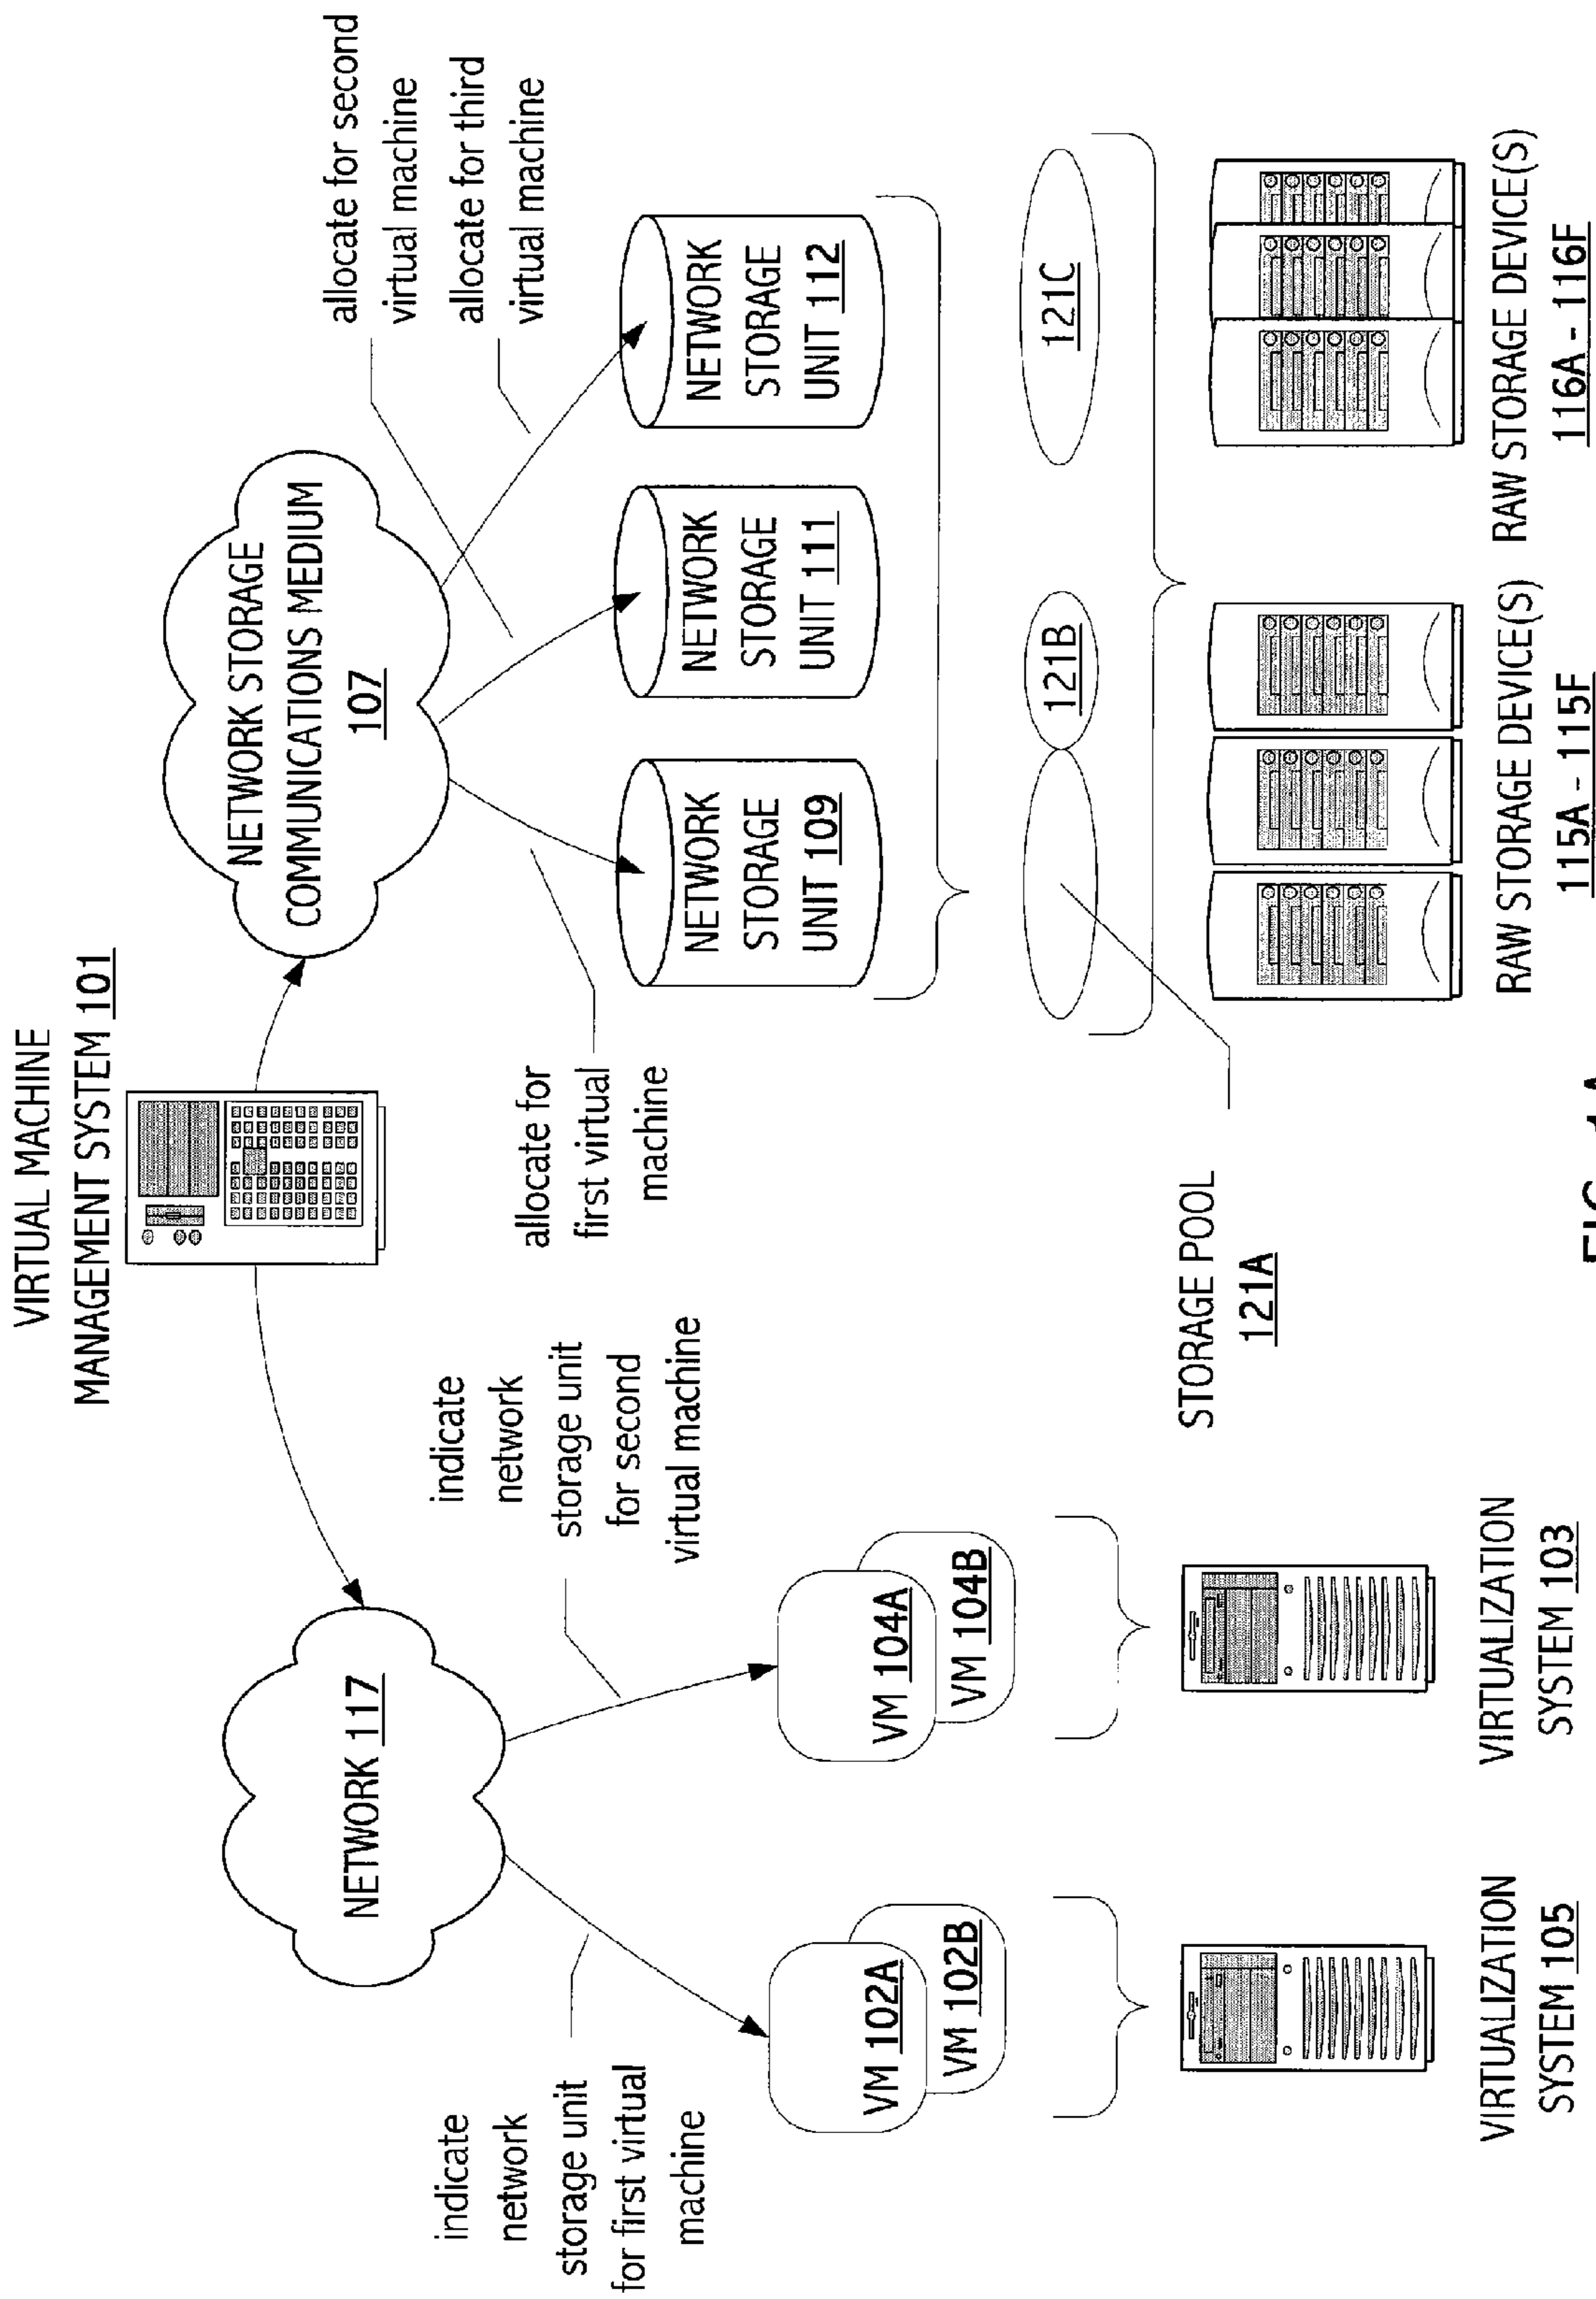 VIRTUAL MACHINE
MANAGEMENT SYSTEM 101
NETWORK 117
NETWORK STORAGE
COMMUNICATIONS MEDIUM
107
allocate for second
virtual machine
allocate for third
virtual machine
indicate
network
storage unit
for first virtual
machine
indicate
network
storage unit
for second
virtual machine
allocate for
first virtual
machine
NETWORK
STORAGE
UNIT 109
NETWORK
STORAGE
UNIT 111
NETWORK
STORAGE
UNIT 112
VM 102A
VM 102B
VM 104A
VM 104B
121B
121C
STORAGE POOL
121A
VIRTUALIZATION
SYSTEM 105
VIRTUALIZATION
SYSTEM 103
RAW STORAGE DEVICE(S)
115A - 115F
RAW STORAGE DEVICE(S)
116A - 116F